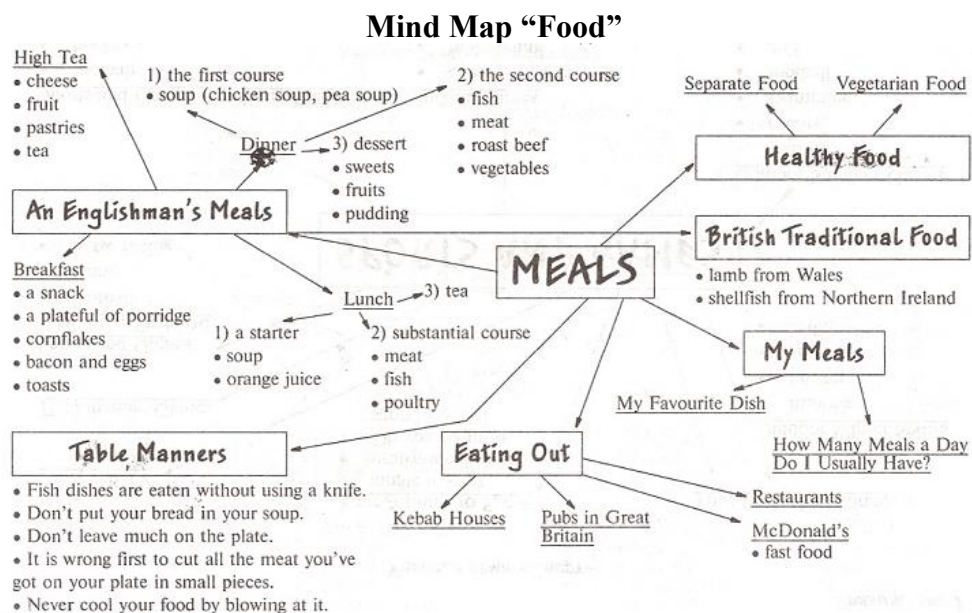 Mind Map “Food”
High Tea
• cheese
• fruit
• pastries
• tea
1) the first course
• soup (chicken soup, pea soup)
2) the second course
• fish
• meat
• roast beef
• vegetables
Dinner
3) dessert
• sweets
• fruits
• pudding
Separate Food
Vegetarian Food
Healthy Food
An Englishman's Meals
British Traditional Food
• lamb from Wales
• shellfish from Northern Ireland
MEALS
Breakfast
• a snack
• a plateful of porridge
• cornflakes
• bacon and eggs
• toasts
Lunch
3) tea
1) a starter
• soup
• orange juice
2) substantial course
• meat
• fish
• poultry
My Meals
My Favourite Dish
How Many Meals a Day
Do I Usually Have?
Table Manners
• Fish dishes are eaten without using a knife.
• Don't put your bread in your soup.
• Don't leave much on the plate.
• It is wrong first to cut all the meat you've
got on your plate in small pieces.
• Never cool your food by blowing at it.
Eating Out
Kebab Houses
Pubs in Great
Britain
Restaurants
McDonald's
• fast food